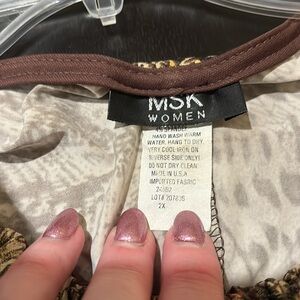 MSK
WOMEN
HAND WASH WARM
WATER. HANG TO DRY.
VERY COOL IRON ON
REVERSE SIDE ONLY!
DO NOT DRY CLEAN
MADE IN U.S.A
IMPORTED FABRIC
LOT# 207835
2X